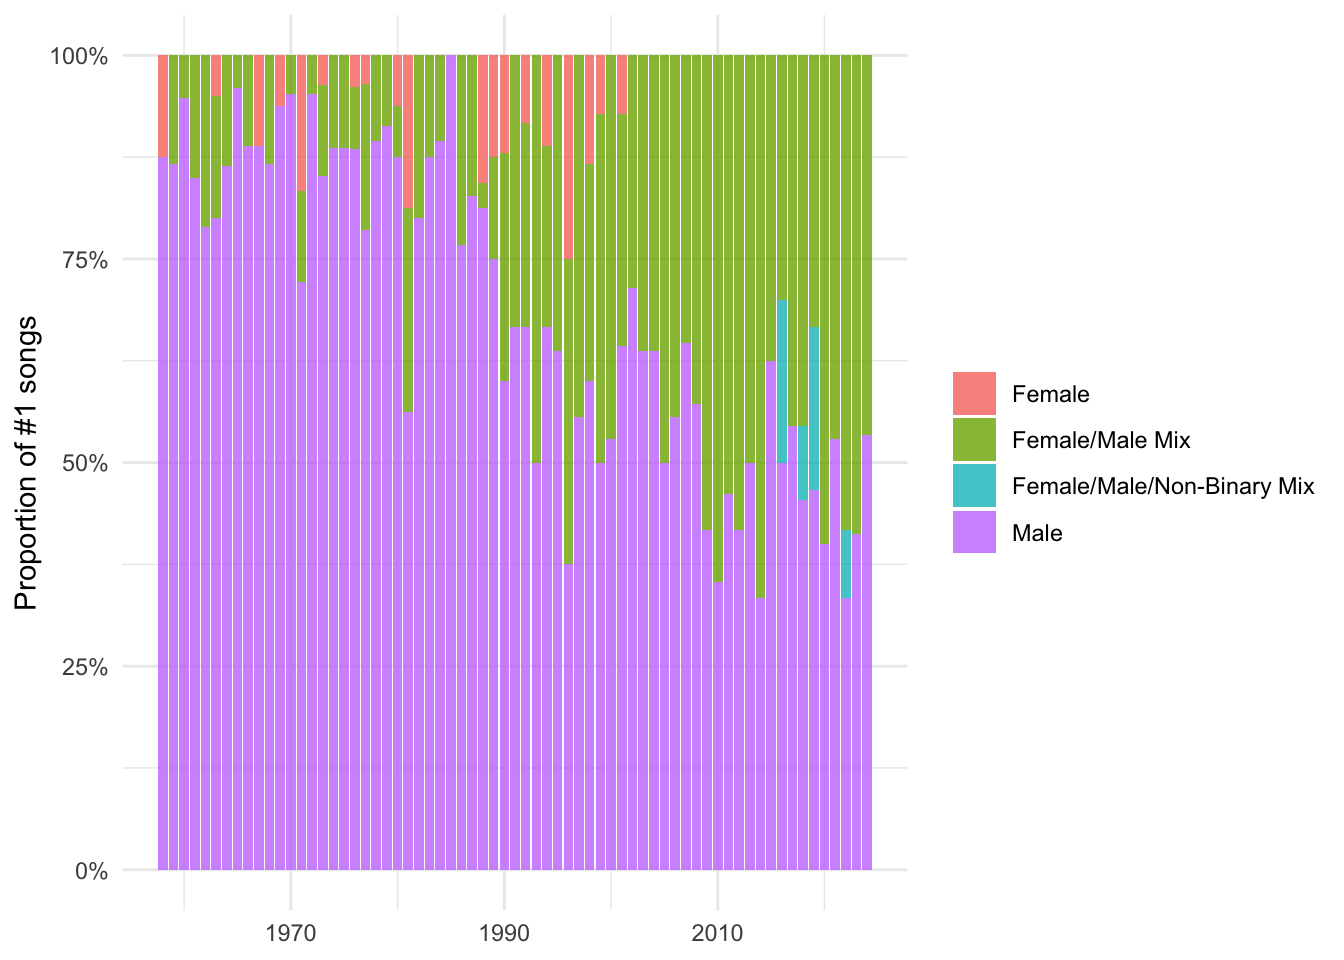 Proportion of #1 songs
100%
75%
50%
25%
0%
1970
1990
2010
Female
Female/Male Mix
Female/Male/Non-Binary Mix
Male